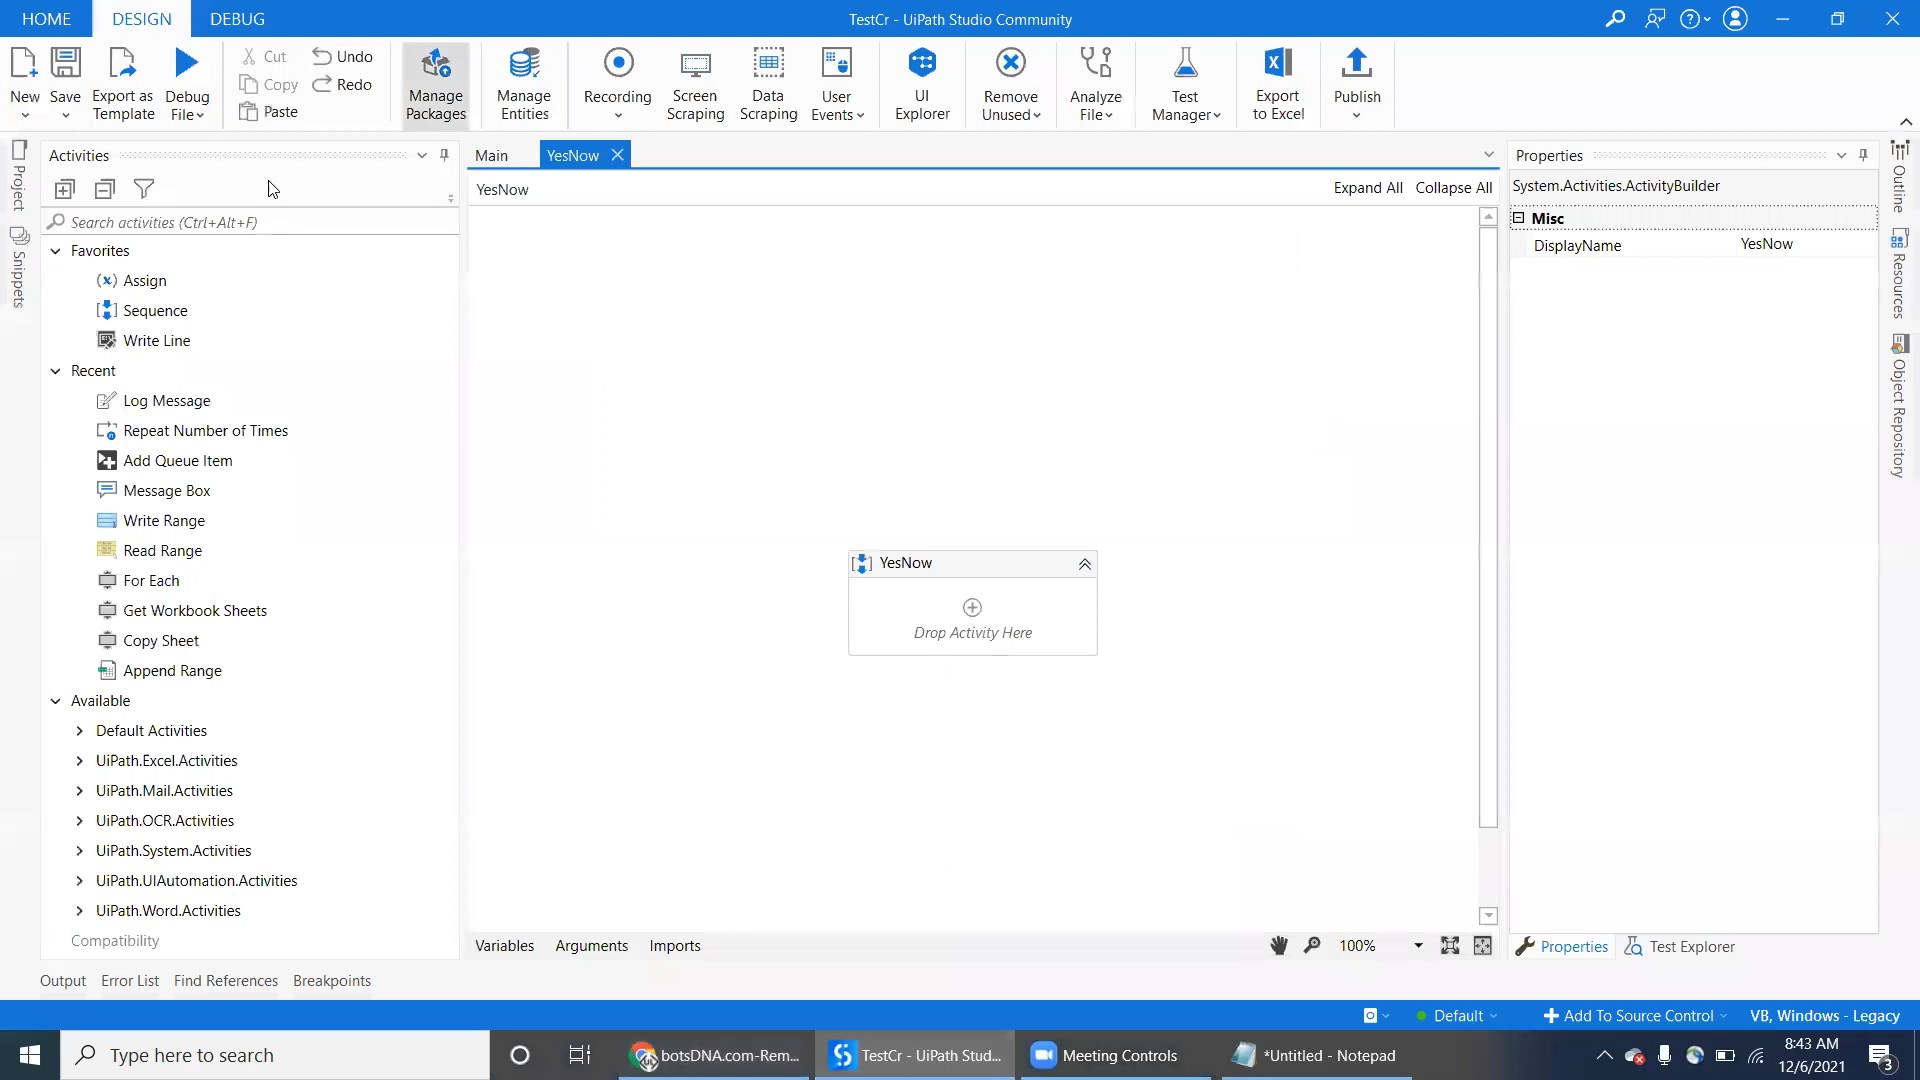 HOME DESIGN DEBUG
TestCr - UiPath Studio Community
New
Save
Export as Template
Debug File
Cut
Copy
Paste
Undo
Redo
Manage Packages
Manage Entities
Recording
Screen Scraping
Data Scraping
User Events
UI Explorer
Remove Unused
Analyze File
Test Manager
Export to Excel
Publish
Project
Snippets
Activities
Search activities (Ctrl+Alt+F)
Favorites
Assign
Sequence
Write Line
Recent
Log Message
Repeat Number of Times
Add Queue Item
Message Box
Write Range
Read Range
For Each
Get Workbook Sheets
Copy Sheet
Append Range
Available
Default Activities
UiPath.Excel.Activities
UiPath.Mail.Activities
UiPath.OCR.Activities
UiPath.System.Activities
UiPath.UIAutomation.Activities
UiPath.Word.Activities
Compatibility
Main YesNow
YesNow Expand All Collapse All
YesNow
Drop Activity Here
Variables Arguments Imports 100%
Properties
System.Activities.ActivityBuilder
Misc
DisplayName YesNow
Properties Test Explorer
Outline
Resources
Object Repository
Output Error List Find References Breakpoints
Default Add To Source Control VB, Windows - Legacy
Type here to search
botsDNA.com-Rem...
TestCr - UiPath Stud...
Meeting Controls
*Untitled - Notepad
8:43 AM
12/6/2021
3